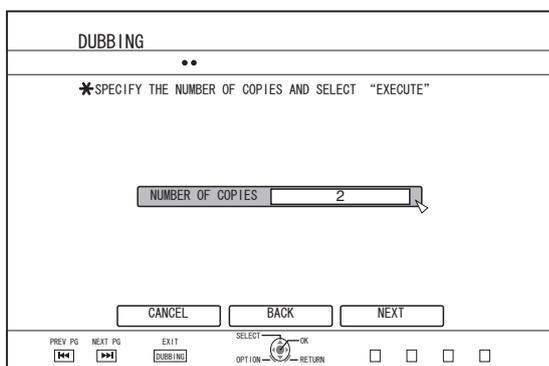 DUBBING
✱SPECIFY THE NUMBER OF COPIES AND SELECT “EXECUTE”
NUMBER OF COPIES 2
CANCEL BACK NEXT
PREV PG NEXT PG EXIT SELECT OK
DUBBING OPTION RETURN